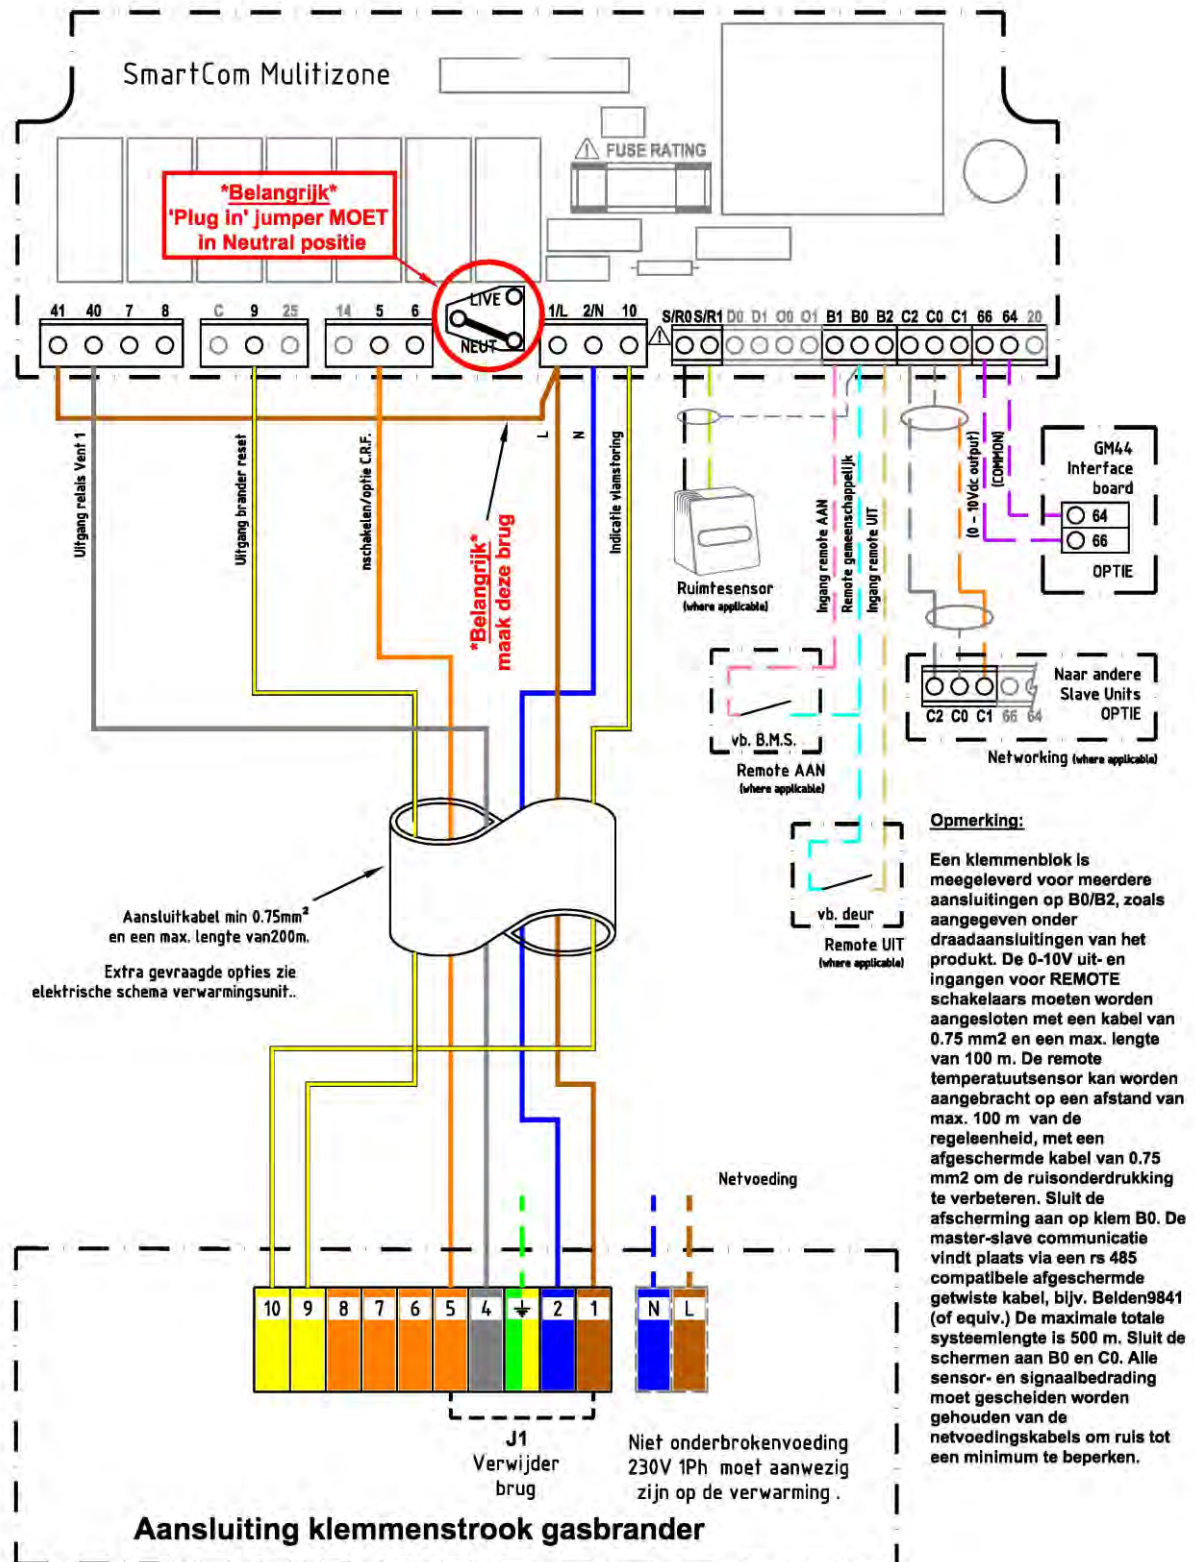 SmartCom Mulitizone
FUSE RATING
*Belangrijk*
'Plug in' jumper MOET
in Neutral positie
LIVE
NEUT
41 40 7 8
C 9 25
14 5 6
1/L 2/N 10
S/R0 S/R1 D0 D1 O0 O1 B1 B0 B2 C2 C0 C1 66 64 20
Uitgang relais Vent 1
Uitgang brander reset
nschakelen/optie C.R.F.
*Belangrijk*
maak deze brug
L
N
Indicatie vlamstoring
Ruimtesensor
(where applicable)
Ingang remote AAN
Remote gemeenschappelijk
Ingang remote UIT
(0 – 10Vdc output)
(COMMON)
GM44
Interface
board
64
66
OPTIE
vb. B.M.S.
Remote AAN
(where applicable)
C2 C0 C1 66 64
Naar andere
Slave Units
OPTIE
Networking (where applicable)
vb. deur
Remote UIT
(where applicable)
Aansluitkabel min 0.75mm²
en een max. lengte van200m.
Extra gevraagde opties zie
elektrische schema verwarmingsunit..
Opmerking:
Een klemmenblok is
meegeleverd voor meerdere
aansluitingen op B0/B2, zoals
aangegeven onder
draadaansluitingen van het
produkt. De 0-10V uit- en
ingangen voor REMOTE
schakelaars moeten worden
aangesloten met een kabel van
0.75 mm2 en een max. lengte
van 100 m. De remote
temperatuutsensor kan worden
aangebracht op een afstand van
max. 100 m van de
regeleenheid, met een
afgeschermde kabel van 0.75
mm2 om de ruisonderdrukking
te verbeteren. Sluit de
afscherming aan op klem B0. De
master-slave communicatie
vindt plaats via een rs 485
compatibele afgeschermde
getwiste kabel, bijv. Belden9841
(of equiv.) De maximale totale
systeemlengte is 500 m. Sluit de
schermen aan B0 en C0. Alle
sensor- en signaalbedrading
moet gescheiden worden
gehouden van de
netvoedingskabels om ruis tot
een minimum te beperken.
Netvoeding
10 9 8 7 6 5 4 2 1
N L
J1
Verwijder
brug
Niet onderbrokenvoeding
230V 1Ph moet aanwezig
zijn op de verwarming .
Aansluiting klemmenstrook gasbrander